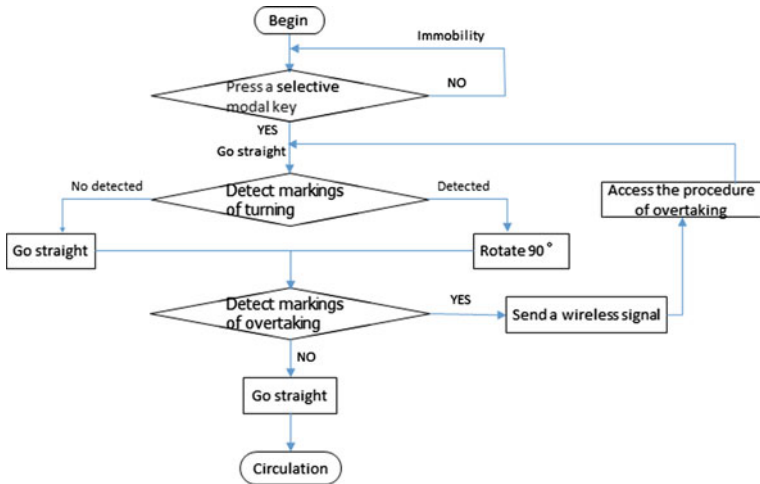 Begin
Immobility
Press a selective
modal key
NO
YES
Go straight
No detected
Detect markings
of turning
Detected
Access the procedure
of overtaking
Go straight
Rotate 90°
Detect markings
of overtaking
YES
Send a wireless signal
NO
Go straight
Circulation